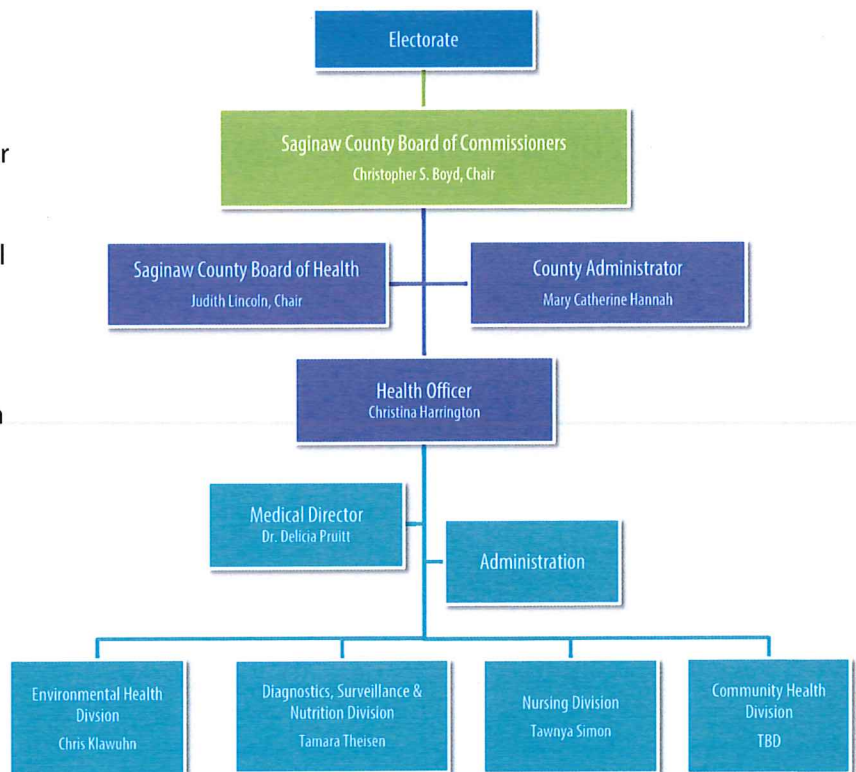 Electorate
Saginaw County Board of Commissioners
Christopher S. Boyd, Chair
r
l
Saginaw County Board of Health
Judith Lincoln, Chair
County Administrator
Mary Catherine Hannah
Health Officer
Christina Harrington
Medical Director
Dr. Delicia Pruitt
Administration
Environmental Health
Divsion
Chris Klawuhn
Diagnostics, Surveillance &
Nutrition Division
Tamara Theisen
Nursing Division
Tawnya Simon
Community Health
Division
TBD